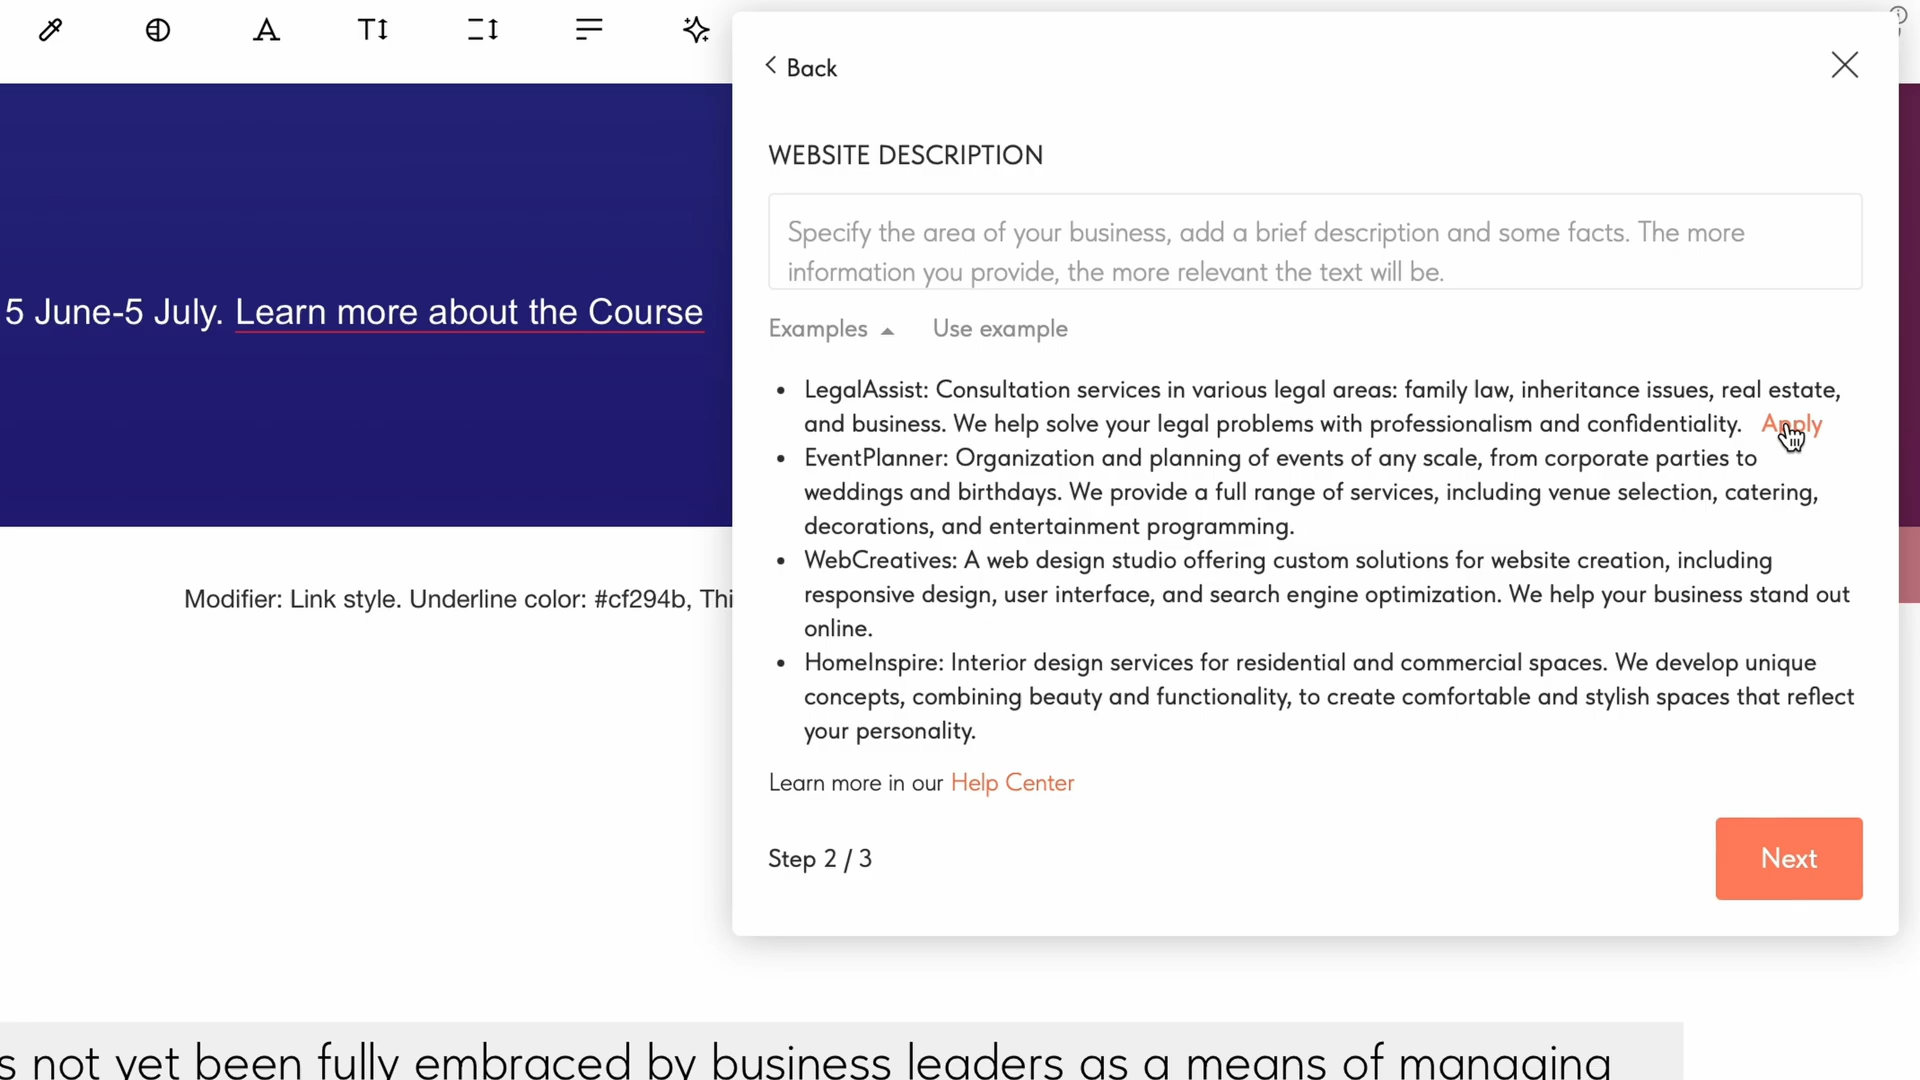 Back
WEBSITE DESCRIPTION
Specify the area of your business, add a brief description and some facts. The more
information you provide, the more relevant the text will be.
5 June-5 July. Learn more about the Course
Examples Use example
LegalAssist: Consultation services in various legal areas: family law, inheritance issues, real estate,
and business. We help solve your legal problems with professionalism and confidentiality. Apply
EventPlanner: Organization and planning of events of any scale, from corporate parties to
weddings and birthdays. We provide a full range of services, including venue selection, catering,
decorations, and entertainment programming.
WebCreatives: A web design studio offering custom solutions for website creation, including
responsive design, user interface, and search engine optimization. We help your business stand out
online.
Modifier: Link style. Underline color: #cf294b, Thi
HomeInspire: Interior design services for residential and commercial spaces. We develop unique
concepts, combining beauty and functionality, to create comfortable and stylish spaces that reflect
your personality.
Learn more in our Help Center
Step 2 / 3
Next
s not yet been fully embraced by business leaders as a means of managing